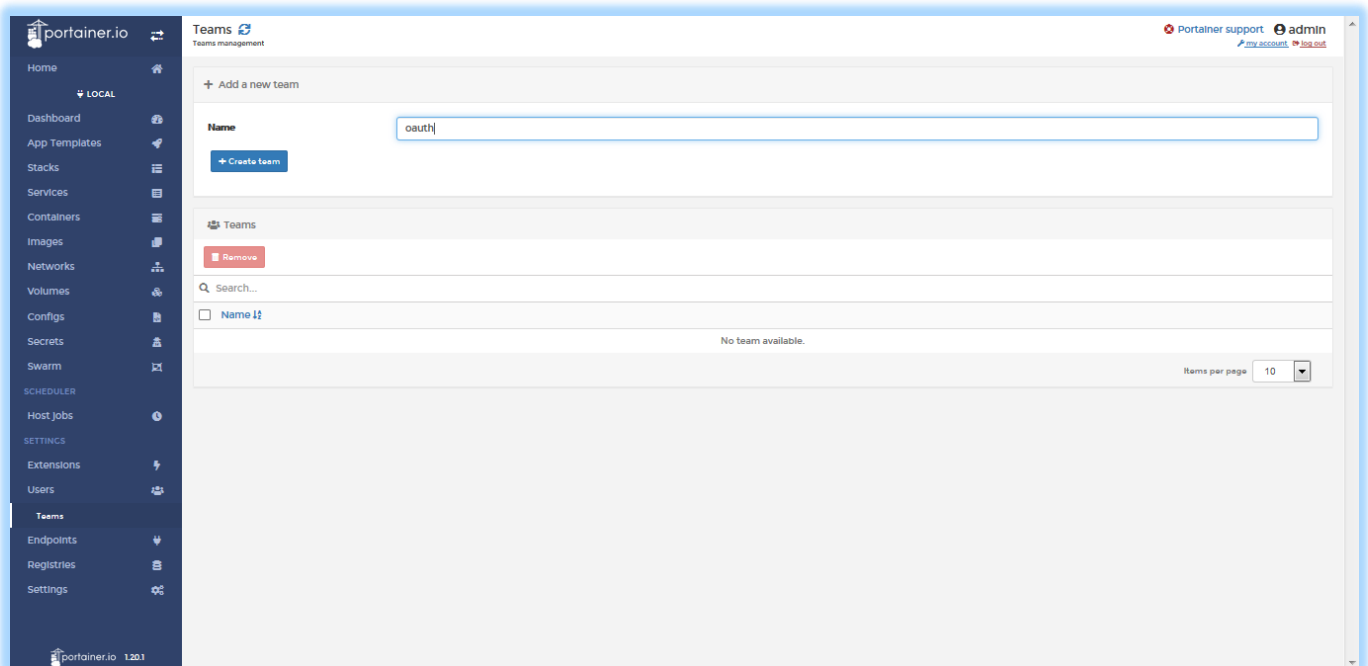 portainer.io
Home
LOCAL
Dashboard
App Templates
Stacks
Services
Containers
Images
Networks
Volumes
Configs
Secrets
Swarm
SCHEDULER
Host jobs
SETTINGS
Extensions
Users
Teams
Endpoints
Registries
Settings
portainer.io 1.20.1
Teams
Teams management
Portainer support admin
my account log out
+ Add a new team
Name oauth
+ Create team
Teams
Remove
Search...
Name
No team available.
Items per page 10